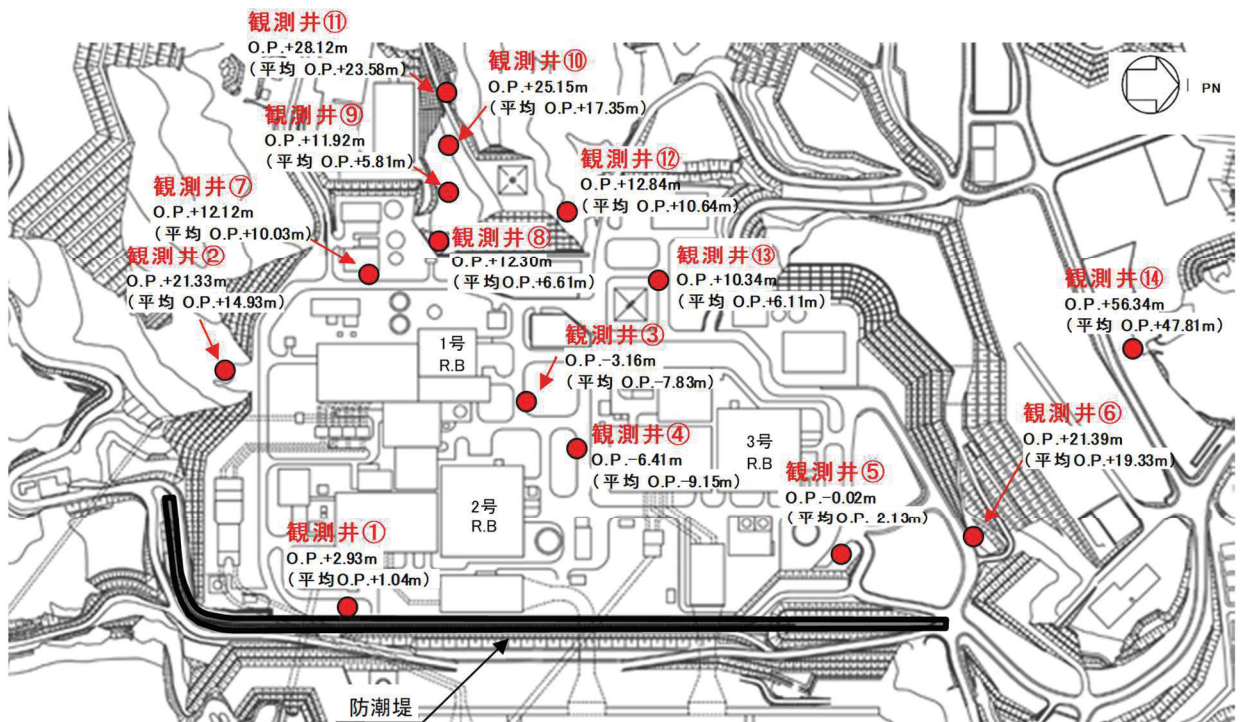 観測井⑪
O.P.+28.12m
(平均 O.P.+23.58m)
観測井⑩
O.P.+25.15m
(平均 O.P.+17.35m)
観測井⑨
O.P.+11.92m
(平均 O.P.+5.81m)
観測井⑫
O.P.+12.84m
(平均 O.P.+10.64m)
観測井⑦
O.P.+12.12m
(平均 O.P.+10.03m)
観測井⑧
O.P.+12.30m
(平均O.P.+6.61m)
観測井②
O.P.+21.33m
(平均 O.P.+14.93m)
観測井⑬
O.P.+10.34m
(平均O.P.+6.11m)
観測井⑭
O.P.+56.34m
(平均 O.P.+47.81m)
PN
1号
R.B
観測井③
O.P.-3.16m
(平均 O.P.-7.83m)
観測井④
O.P.-6.41m
(平均 O.P.-9.15m)
3号
R.B
観測井⑥
O.P.+21.39m
(平均O.P.+19.33m)
観測井⑤
O.P.-0.02m
(平均O.P. 2.13m)
2号
R.B
観測井①
O.P.+2.93m
(平均O.P.+1.04m)
防潮堤